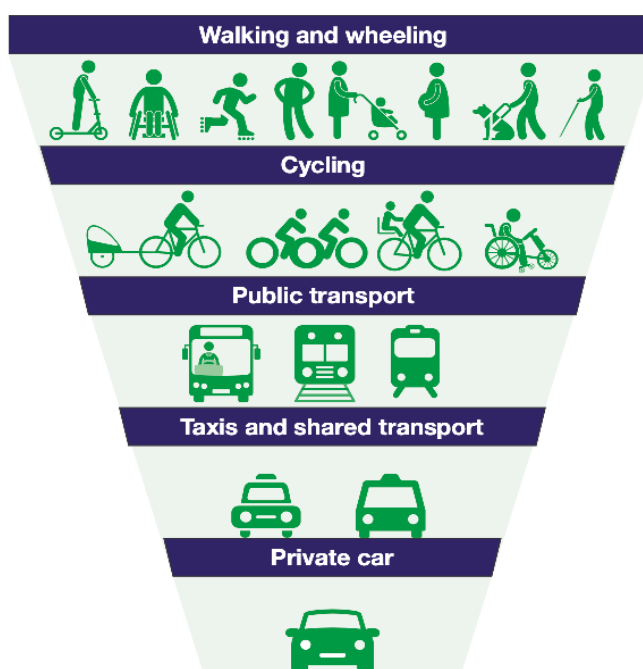 Walking and wheeling
Cycling
Public transport
Taxis and shared transport
Private car